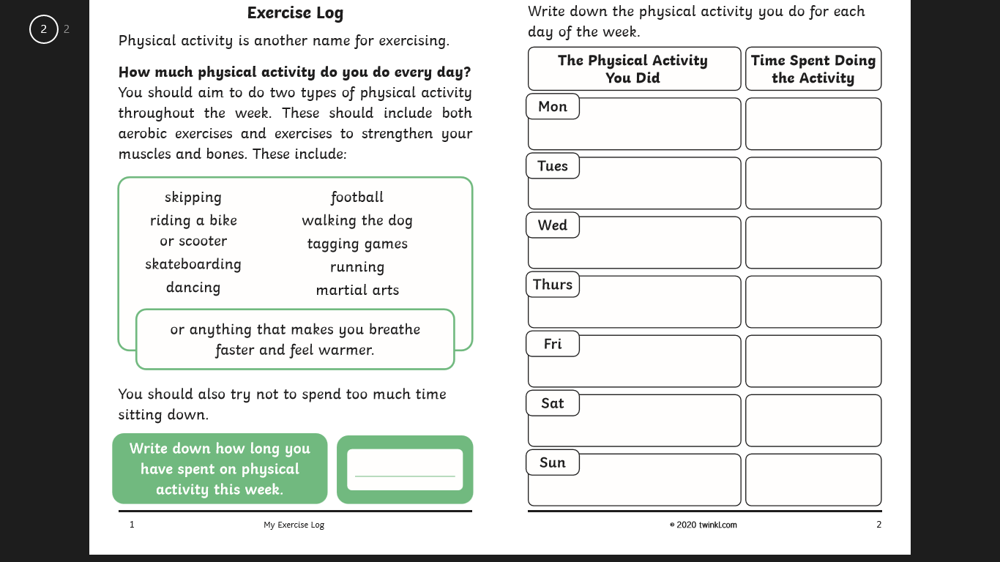 2 2
Exercise Log
Physical activity is another name for exercising.
How much physical activity do you do every day?
You should aim to do two types of physical activity
throughout the week. These should include both
aerobic exercises and exercises to strengthen your
muscles and bones. These include:
skipping
riding a bike
or scooter
skateboarding
dancing
football
walking the dog
tagging games
running
martial arts
or anything that makes you breathe
faster and feel warmer.
You should also try not to spend too much time
sitting down.
Write down how long you
have spent on physical
activity this week.
1 My Exercise Log
Write down the physical activity you do for each
day of the week.
The Physical Activity
You Did
Time Spent Doing
the Activity
Mon
Tues
Wed
Thurs
Fri
Sat
Sun
© 2020 twinkl.com 2